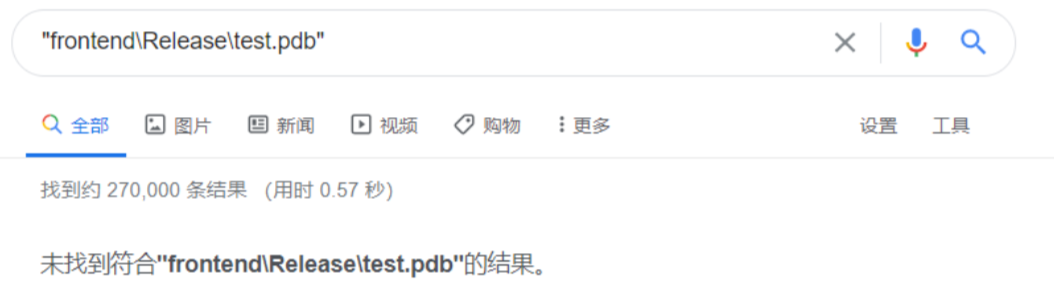 "frontend\Release\test.pdb"
全部 图片 新闻 视频 购物 更多 设置 工具
找到约 270,000 条结果 (用时 0.57 秒)
未找到符合"frontend\Release\test.pdb"的结果。